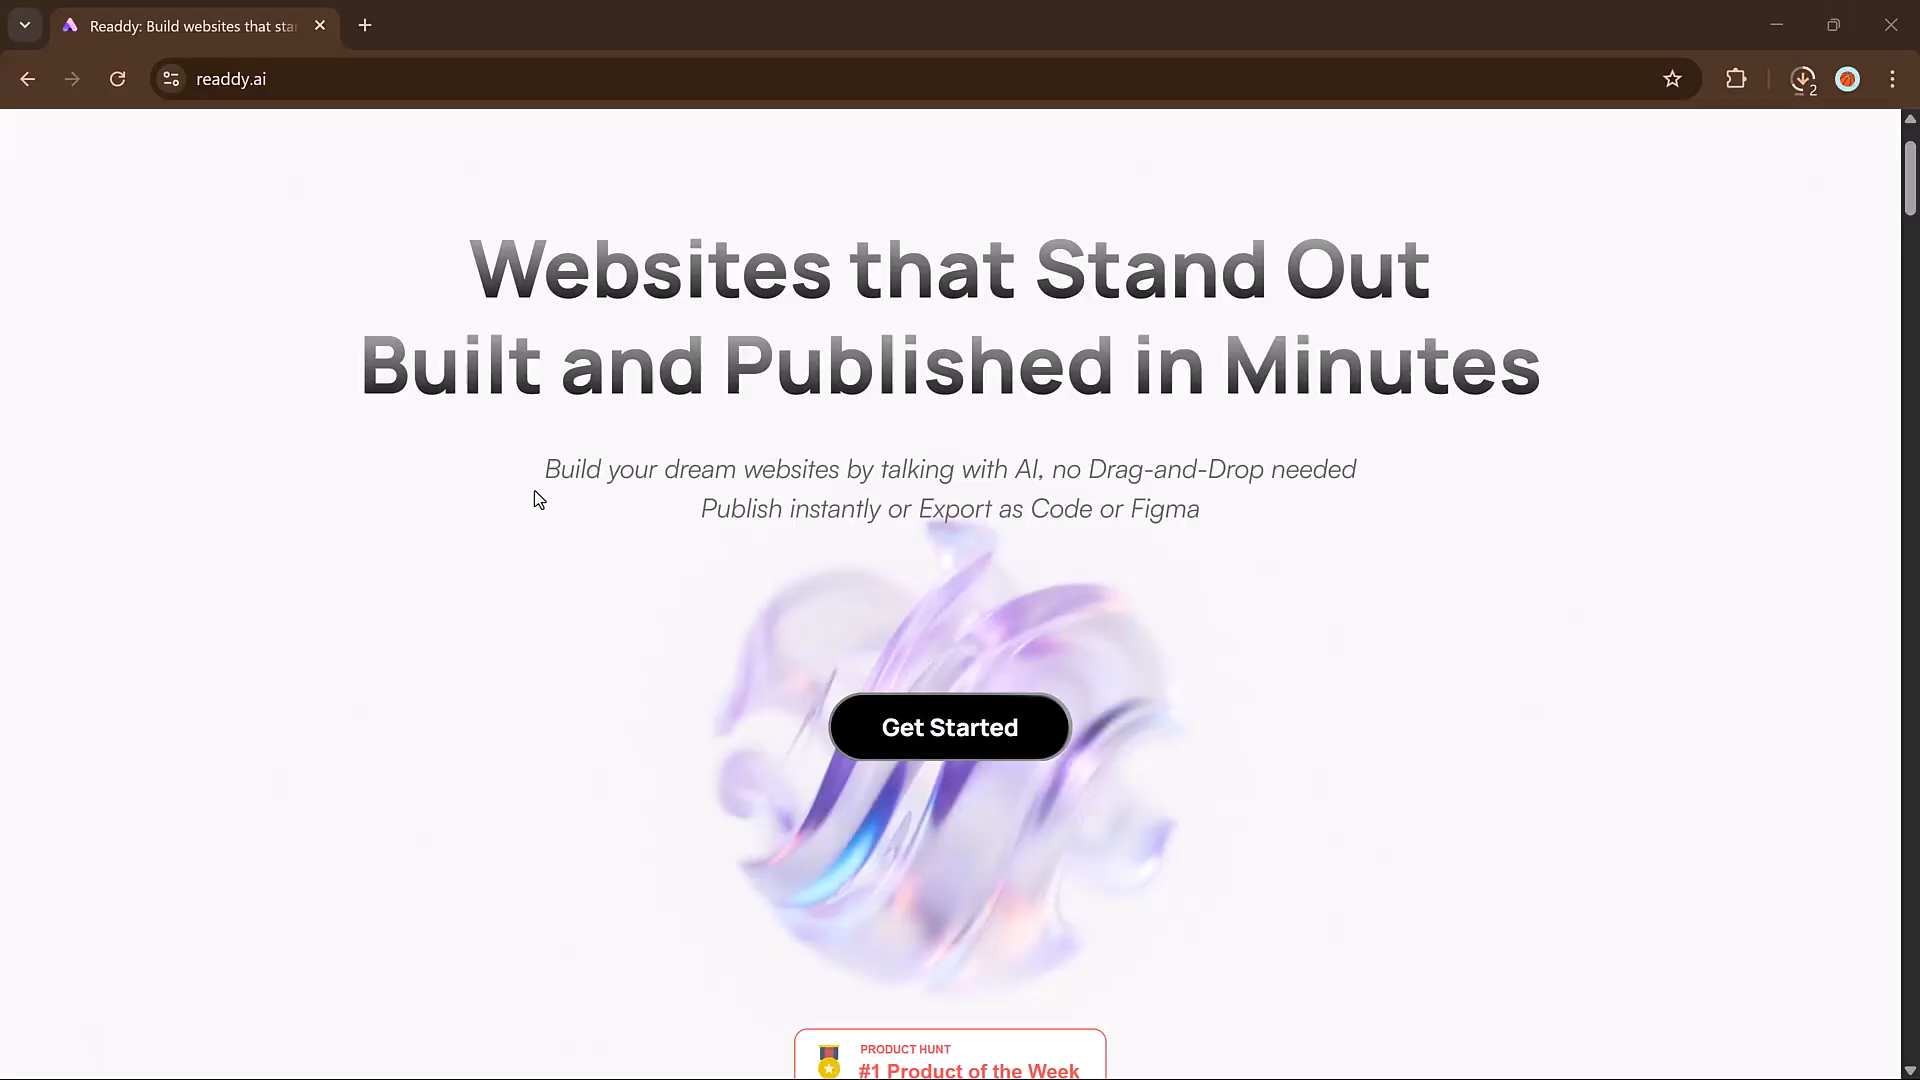 Readdy: Build websites that sta
readdy.ai
2
Websites that Stand Out
Built and Published in Minutes
Build your dream websites by talking with AI, no Drag-and-Drop needed
Publish instantly or Export as Code or Figma
Get Started
PRODUCT HUNT
#1 Product of the Week